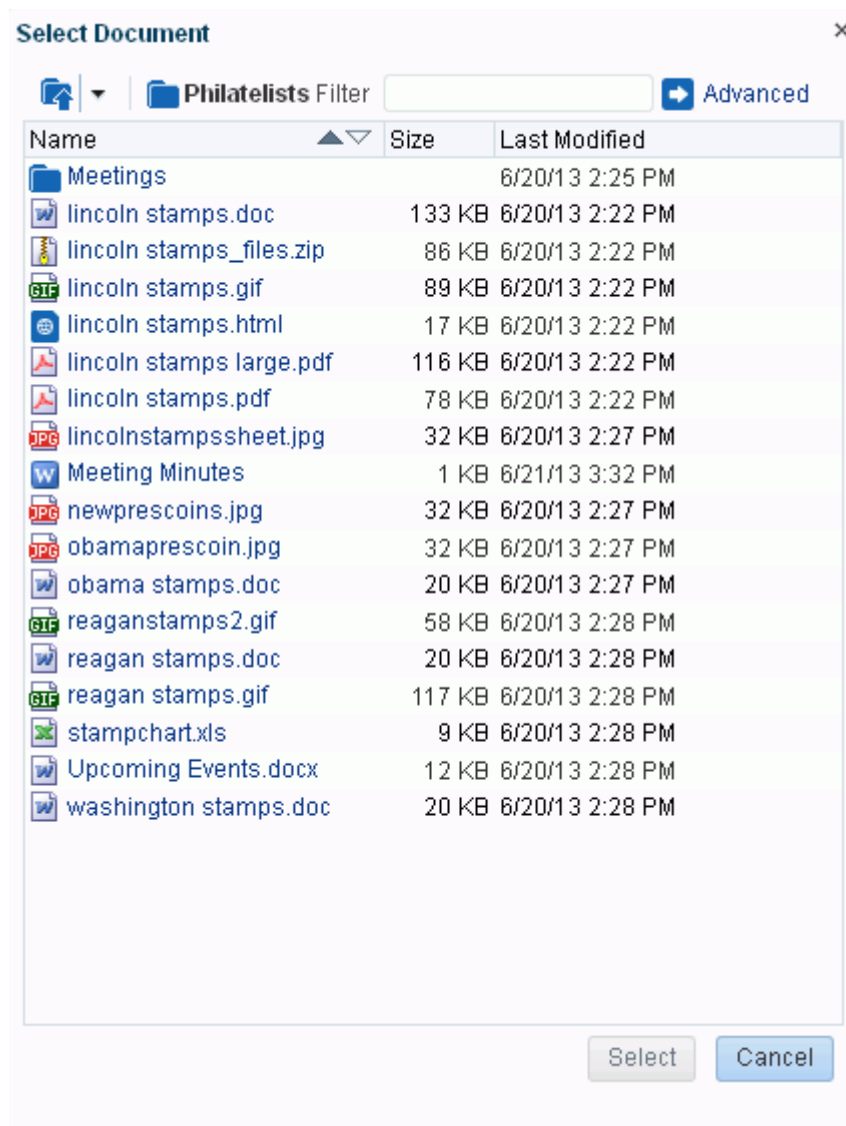 Select Document
Philatelists Filter Advanced
Name Size Last Modified
Meetings 6/20/13 2:25 PM
lincoln stamps.doc 133 KB 6/20/13 2:22 PM
lincoln stamps_files.zip 86 KB 6/20/13 2:22 PM
GIF lincoln stamps.gif 89 KB 6/20/13 2:22 PM
lincoln stamps.html 17 KB 6/20/13 2:22 PM
lincoln stamps large.pdf 116 KB 6/20/13 2:22 PM
lincoln stamps.pdf 78 KB 6/20/13 2:22 PM
JPG lincolnstampssheet.jpg 32 KB 6/20/13 2:27 PM
W Meeting Minutes 1 KB 6/21/13 3:32 PM
JPG newprescoins.jpg 32 KB 6/20/13 2:27 PM
JPG obamaprescoin.jpg 32 KB 6/20/13 2:27 PM
obama stamps.doc 20 KB 6/20/13 2:27 PM
GIF reaganstamps2.gif 58 KB 6/20/13 2:28 PM
reagan stamps.doc 20 KB 6/20/13 2:28 PM
GIF reagan stamps.gif 117 KB 6/20/13 2:28 PM
stampchart.xls 9 KB 6/20/13 2:28 PM
Upcoming Events.docx 12 KB 6/20/13 2:28 PM
washington stamps.doc 20 KB 6/20/13 2:28 PM
Select Cancel